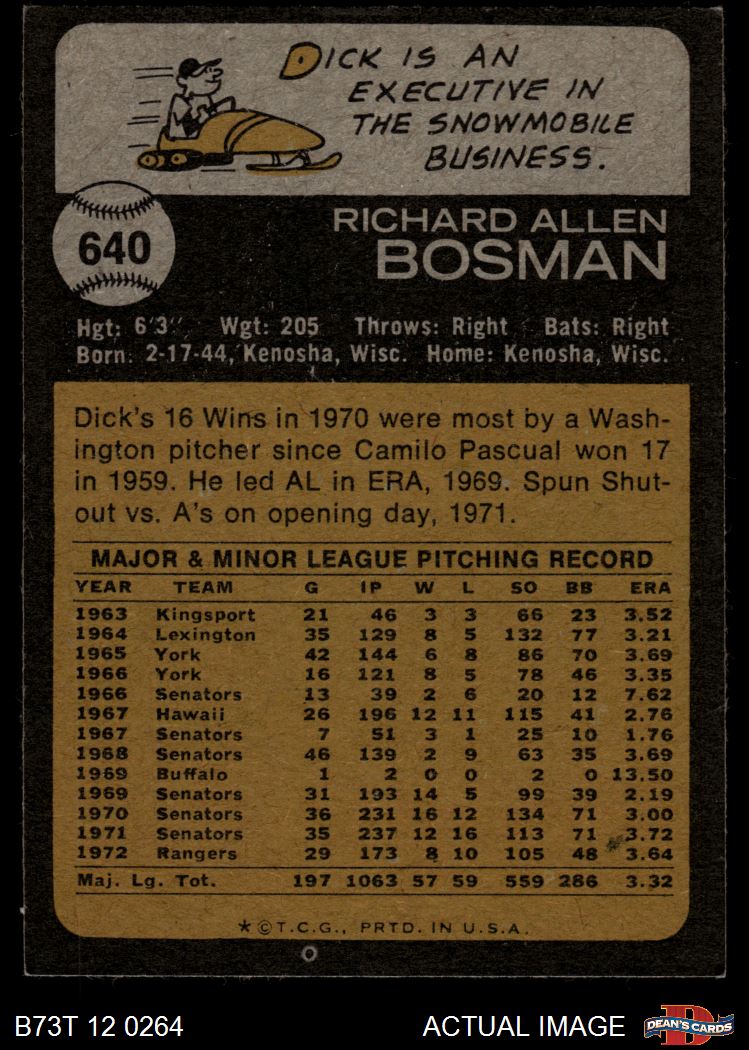 DICK IS AN
EXECUTIVE IN
THE SNOWMOBILE
BUSINESS.
640
RICHARD ALLEN
BOSMAN
Hgt: 6'3" Wgt: 205 Throws: Right Bats: Right
Born: 2-17-44, Kenosha, Wisc. Home: Kenosha, Wisc.
Dick's 16 Wins in 1970 were most by a Wash-
ington pitcher since Camilo Pascual won 17
in 1959. He led AL in ERA, 1969. Spun Shut-
out vs. A's on opening day, 1971.
MAJOR & MINOR LEAGUE PITCHING RECORD
YEAR TEAM G IP W L SO BB ERA
1963 Kingsport 21 46 3 3 66 23 3.52
1964 Lexington 35 129 8 5 132 77 3.21
1965 York 42 144 6 8 86 70 3.69
1966 York 16 121 8 5 78 46 3.35
1966 Senators 13 39 2 6 20 12 7.62
1967 Hawaii 26 196 12 11 115 41 2.76
1967 Senators 7 51 3 1 25 10 1.76
1968 Senators 46 139 2 9 63 35 3.69
1969 Buffalo 1 2 0 0 2 0 13.50
1969 Senators 31 193 14 5 99 39 2.19
1970 Senators 36 231 16 12 134 71 3.00
1971 Senators 35 237 12 16 113 71 3.72
1972 Rangers 29 173 8 10 105 48 3.64
Maj. Lg. Tot. 197 1063 57 59 559 286 3.32
*©T.C.G., PRTD. IN U.S.A.
B73T 12 0264 ACTUAL IMAGE D DEAN'S CARDS